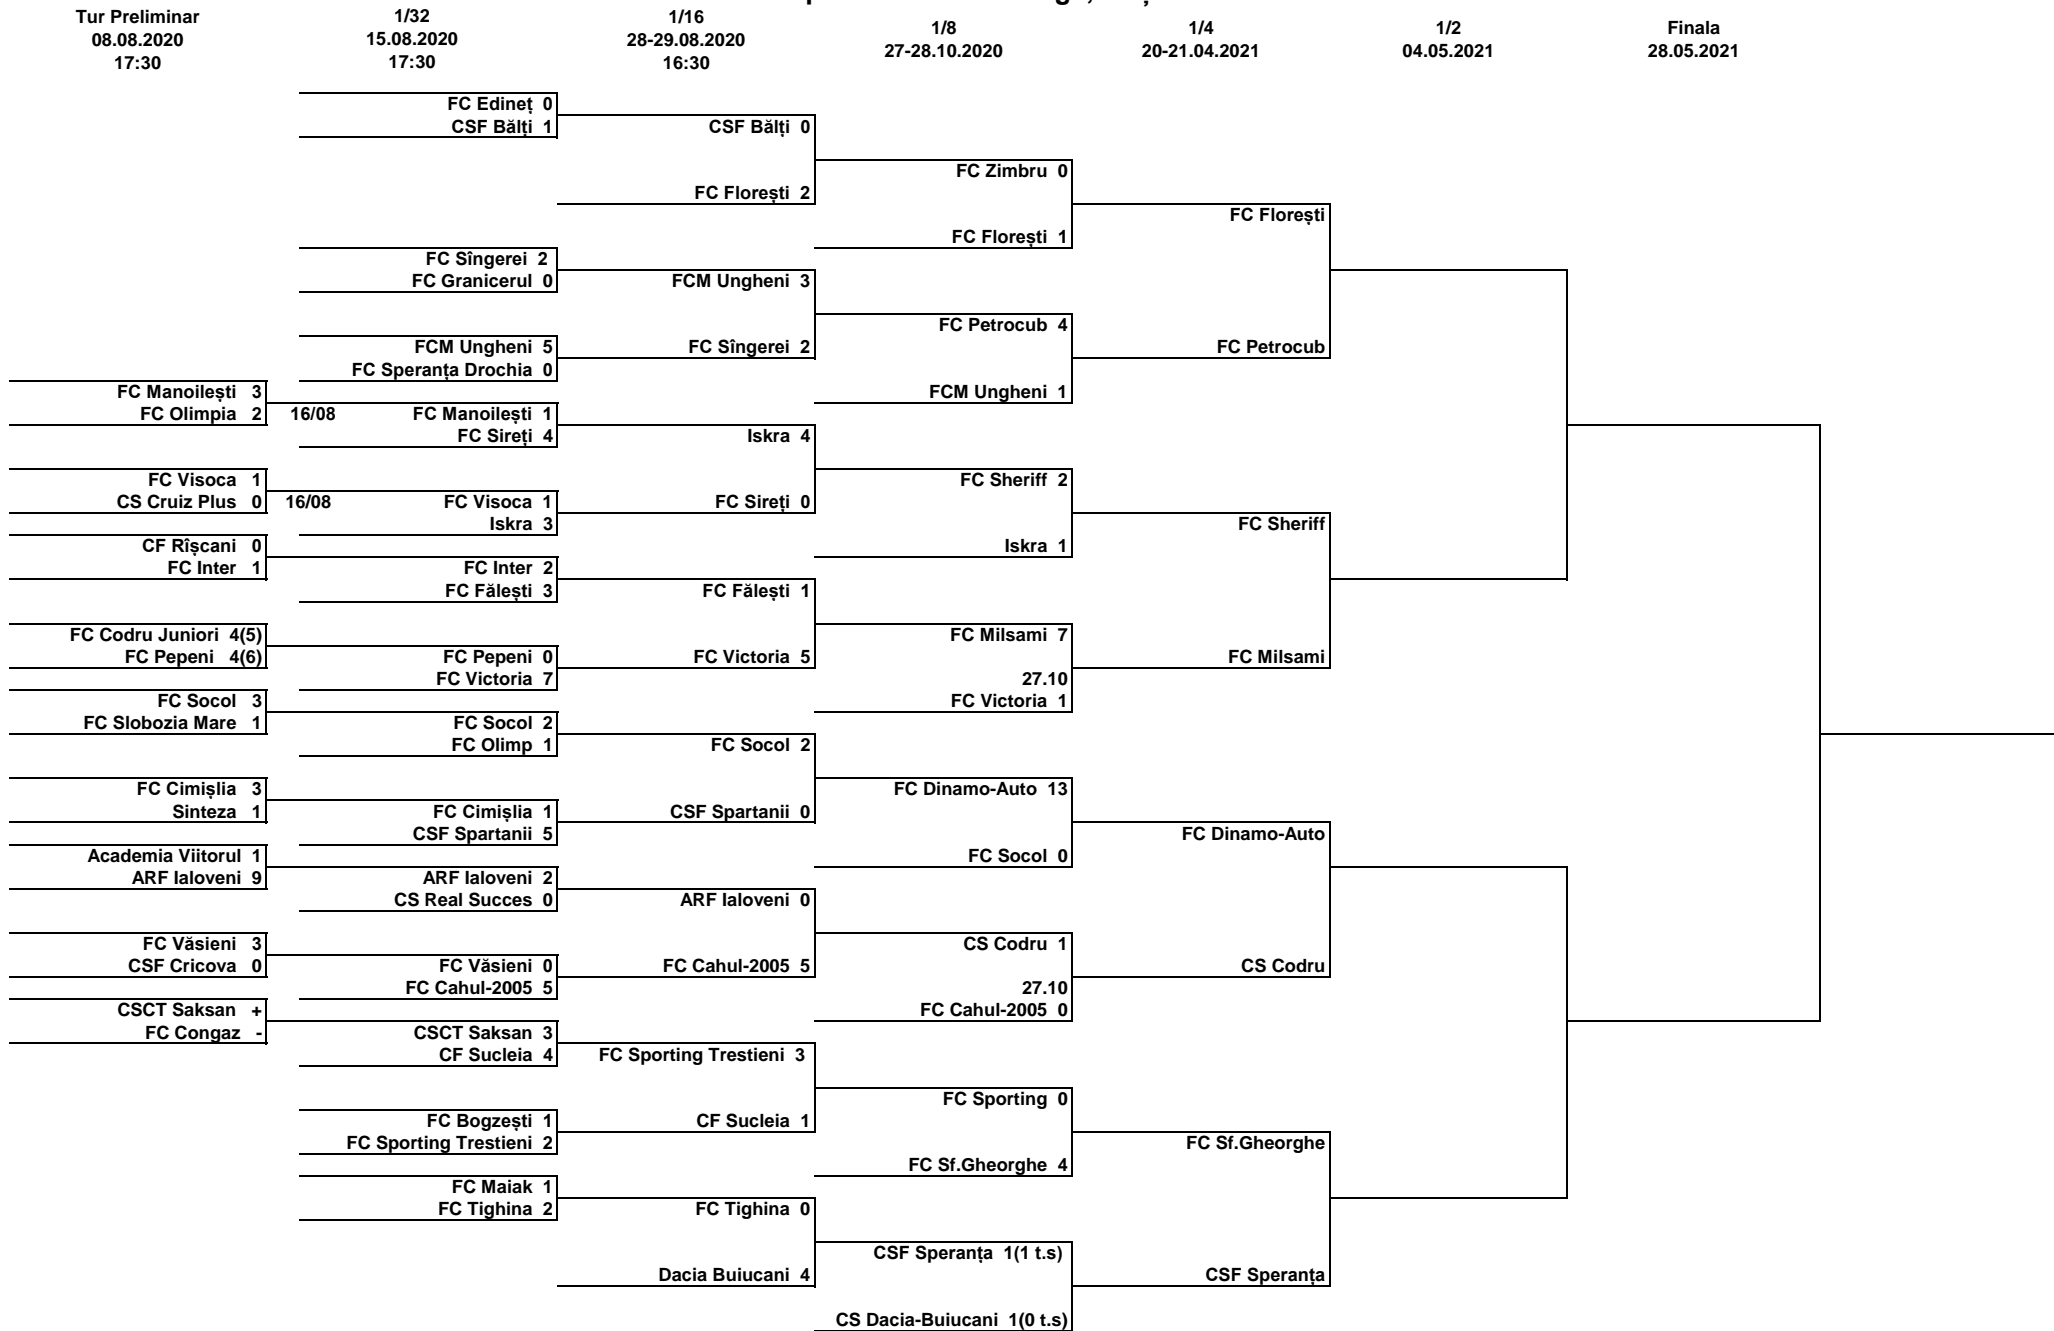 Tur Preliminar
08.08.2020
17:30
1/32
15.08.2020
17:30
1/16
28-29.08.2020
16:30
1/8
27-28.10.2020
1/4
20-21.04.2021
1/2
04.05.2021
Finala
28.05.2021
FC Manoilești 3
FC Olimpia 2
FC Visoca 1
CS Cruiz Plus 0
CF Rîșcani 0
FC Inter 1
FC Codru Juniori 4(5)
FC Pepeni 4(6)
FC Socol 3
FC Slobozia Mare 1
FC Cimișlia 3
Sinteza 1
Academia Viitorul 1
ARF Ialoveni 9
FC Văsieni 3
CSF Cricova 0
CSCT Saksan +
FC Congaz -
FC Edineț 0
CSF Bălți 1
FC Sîngerei 2
FC Granicerul 0
FCM Ungheni 5
FC Speranța Drochia 0
16/08 FC Manoilești 1
FC Sireți 4
16/08 FC Visoca 1
Iskra 3
FC Inter 2
FC Fălești 3
FC Pepeni 0
FC Victoria 7
FC Socol 2
FC Olimp 1
FC Cimișlia 1
CSF Spartanii 5
ARF Ialoveni 2
CS Real Succes 0
FC Văsieni 0
FC Cahul-2005 5
CSCT Saksan 3
CF Sucleia 4
FC Bogzești 1
FC Sporting Trestieni 2
FC Maiak 1
FC Tighina 2
CSF Bălți 0
FC Florești 2
FCM Ungheni 3
FC Sîngerei 2
Iskra 4
FC Sireți 0
FC Fălești 1
FC Victoria 5
FC Socol 2
CSF Spartanii 0
ARF Ialoveni 0
FC Cahul-2005 5
FC Sporting Trestieni 3
CF Sucleia 1
FC Tighina 0
Dacia Buiucani 4
FC Zimbru 0
FC Florești 1
FC Petrocub 4
FCM Ungheni 1
FC Sheriff 2
Iskra 1
FC Milsami 7
27.10
FC Victoria 1
FC Dinamo-Auto 13
FC Socol 0
CS Codru 1
27.10
FC Cahul-2005 0
FC Sporting 0
FC Sf.Gheorghe 4
CSF Speranța 1(1 t.s)
CS Dacia-Buiucani 1(0 t.s)
FC Florești
FC Petrocub
FC Sheriff
FC Milsami
FC Dinamo-Auto
CS Codru
FC Sf.Gheorghe
CSF Speranța